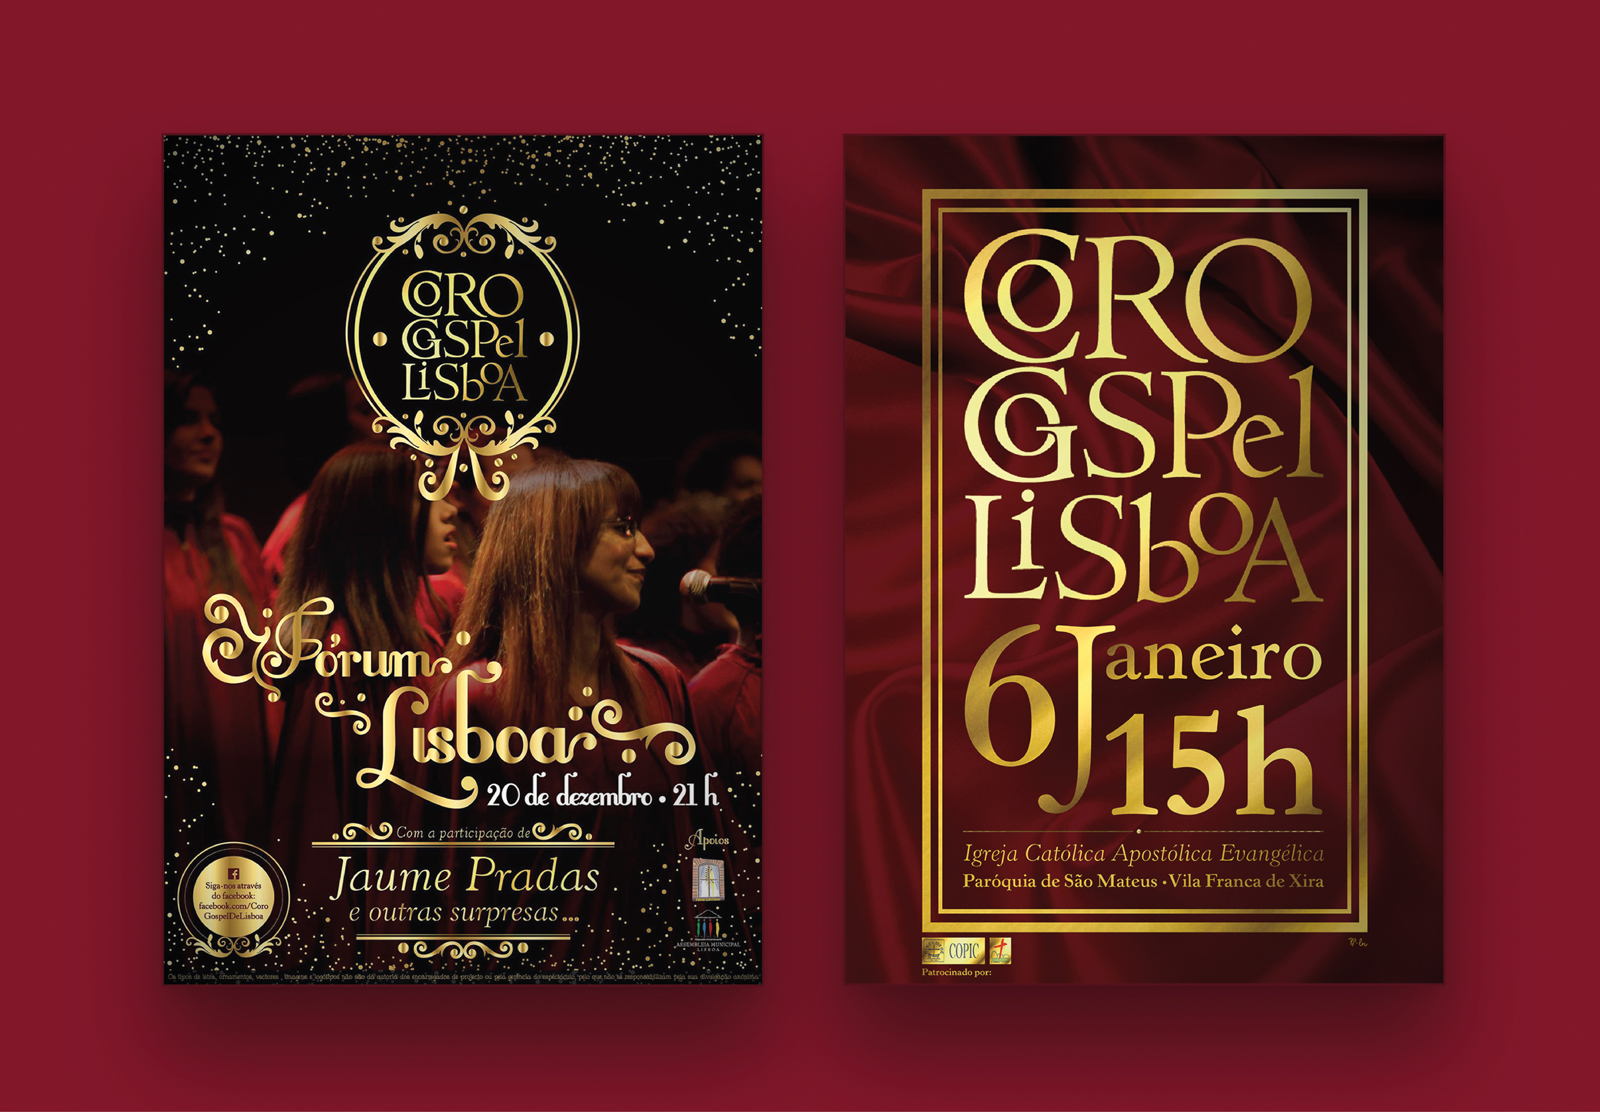 CORO
GOSPel
LiSboA
Fórum
Lisboa
20 de dezembro • 21 h
Com a participação de
Jaume Pradas
e outras surpresas...
Siga-nos através
do facebook:
facebook.com/Coro
GospelDeLisboa
Apoios
ASSEMBLEIA MUNICIPAL
LISBOA
CORO
GOSPel
LiSboA
6 Janeiro
15h
Igreja Católica Apostólica Evangélica
Paróquia de São Mateus • Vila Franca de Xira
COPIC
Patrocinado por: